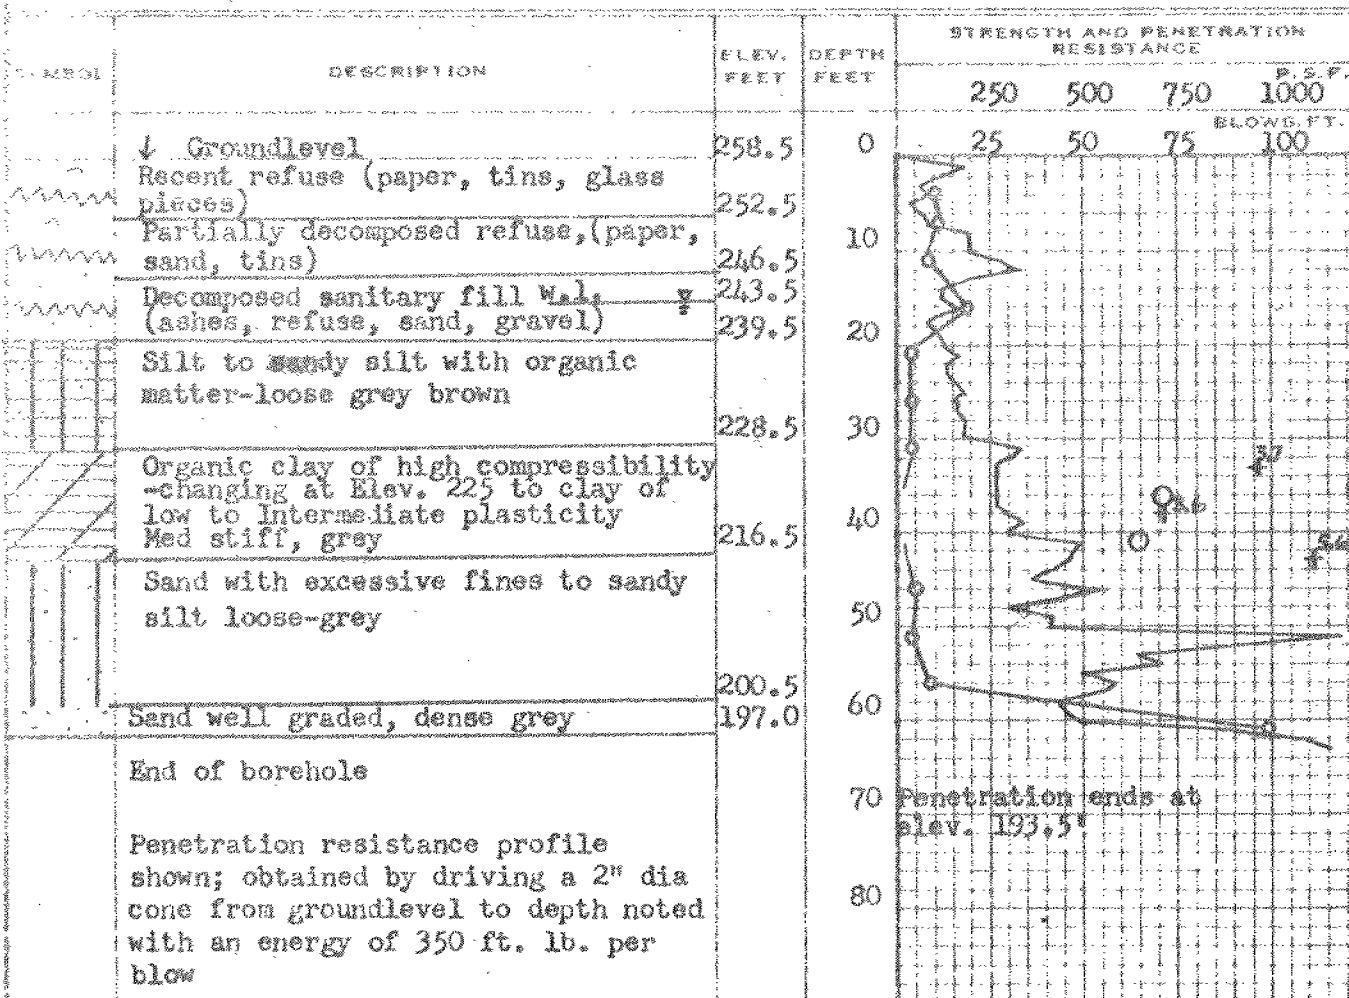 STRENGTH AND PENETRATION
RESISTANCE
SYMBOL DESCRIPTION ELEV. FEET DEPTH FEET
P.S.F.
250 500 750 1000
BLOWS.FT.
25 50 75 100
↓ Groundlevel 258.5 0
Recent refuse (paper, tins, glass
pieces) 252.5
Partially decomposed refuse,(paper, 10
sand, tins) 246.5
Decomposed sanitary fill W.l. 243.5
(ashes, refuse, sand, gravel) 239.5 20
Silt to sandy silt with organic
matter-loose grey brown
228.5 30
Organic clay of high compressibility
-changing at Elev. 225 to clay of
low to Intermediate plasticity 40
Med stiff, grey 216.5
Sand with excessive fines to sandy
silt loose-grey 50
200.5
Sand well graded, dense grey 197.0 60
End of borehole
70 Penetration ends at
elev. 193.5'
Penetration resistance profile
shown; obtained by driving a 2" dia
cone from groundlevel to depth noted 80
with an energy of 350 ft. lb. per
blow